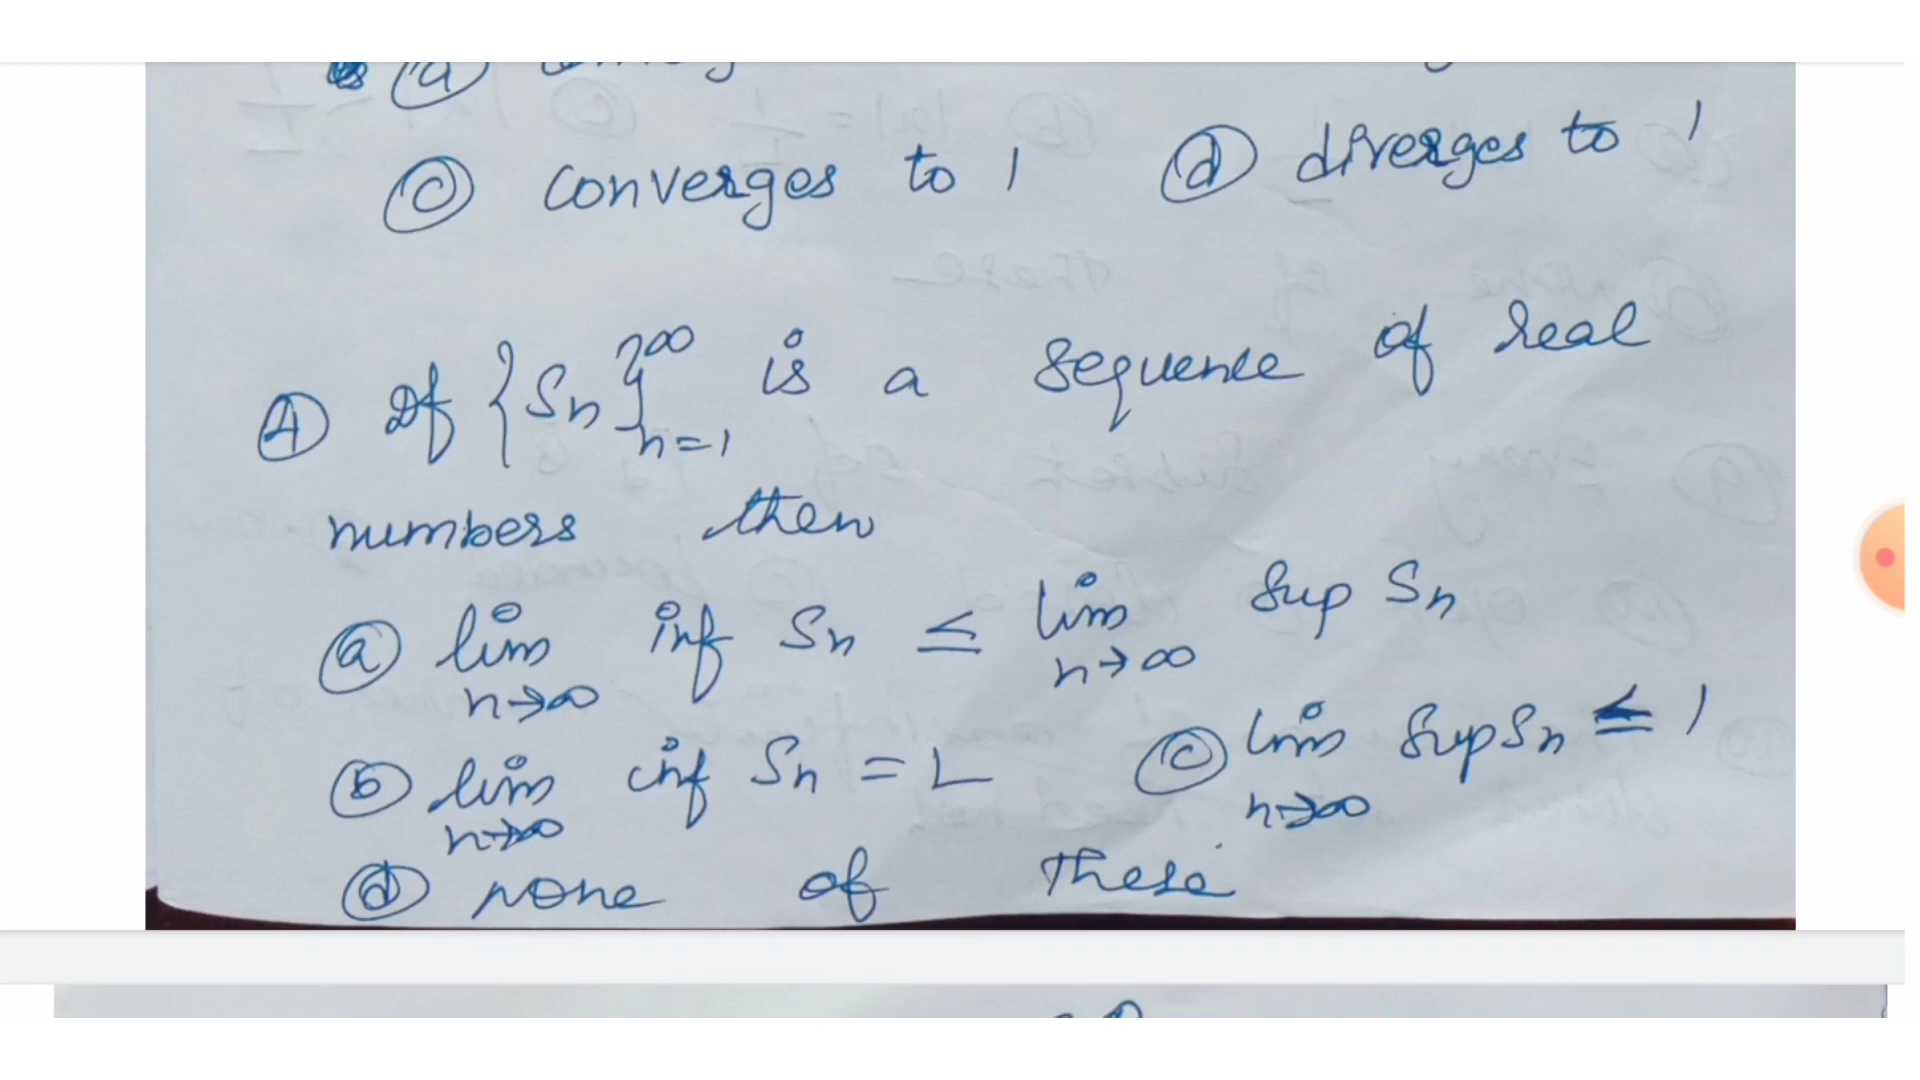 (a)
(c) converges to 1 (d) diverges to 1
(4) If {Sn}∞n=1 is a sequence of real
numbers then
(a) lim n→∞ inf Sn ≤ lim n→∞ Sup Sn
(b) lim n→∞ inf Sn = L (c) lim n→∞ Sup Sn ≤ 1
(d) none of these